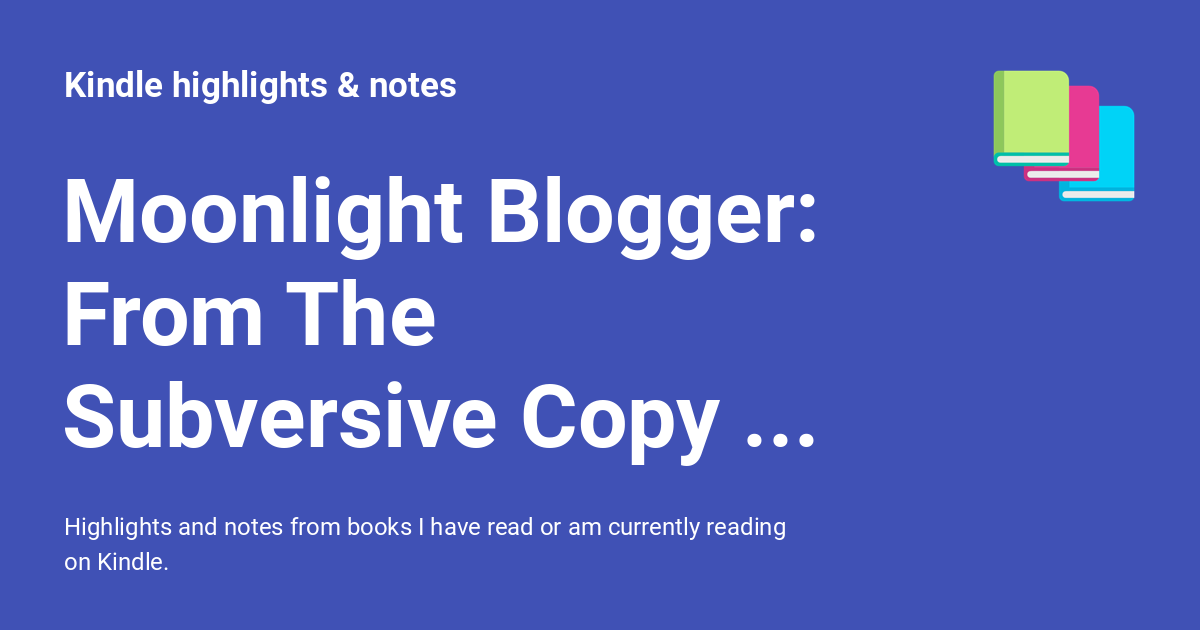 Kindle highlights & notes
Moonlight Blogger:
From The
Subversive Copy ...
Highlights and notes from books I have read or am currently reading
on Kindle.